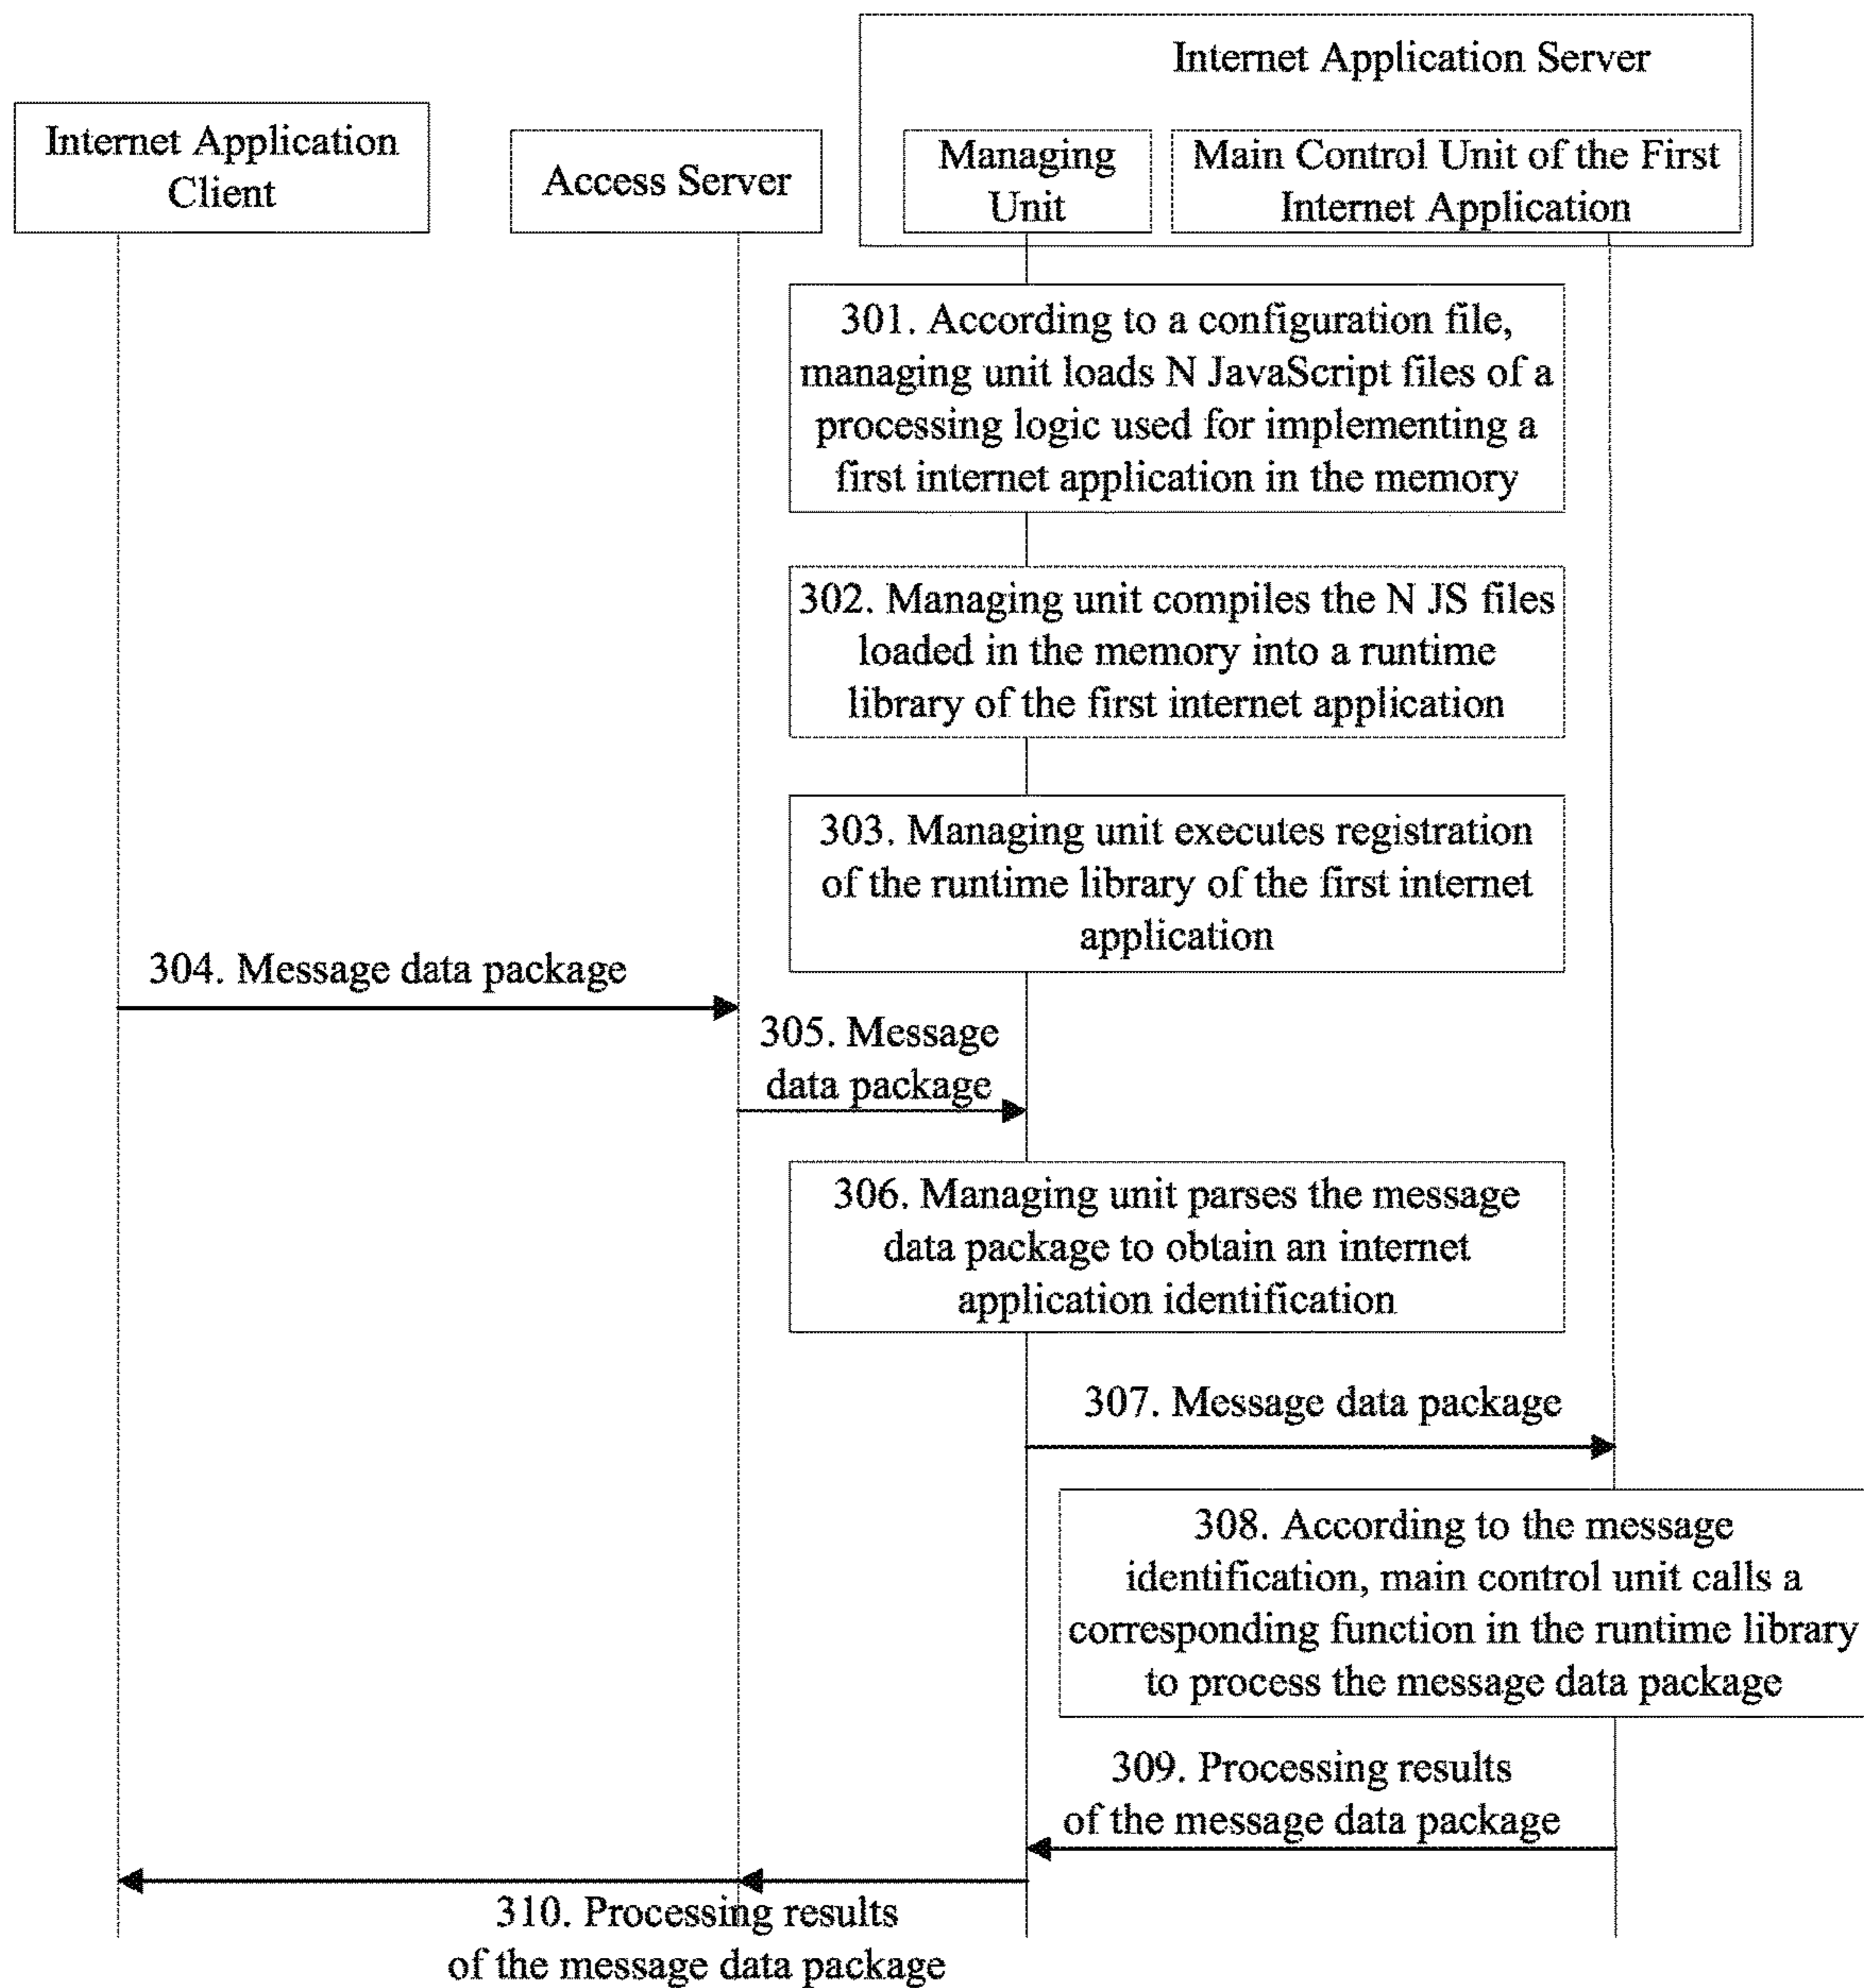 Internet Application Server
Internet Application
Client
Access Server
Managing
Unit
Main Control Unit of the First
Internet Application
301. According to a configuration file,
managing unit loads N JavaScript files of a
processing logic used for implementing a
first internet application in the memory
302. Managing unit compiles the N JS files
loaded in the memory into a runtime
library of the first internet application
303. Managing unit executes registration
of the runtime library of the first internet
application
304. Message data package
305. Message
data package
306. Managing unit parses the message
data package to obtain an internet
application identification
307. Message data package
308. According to the message
identification, main control unit calls a
corresponding function in the runtime library
to process the message data package
309. Processing results
of the message data package
310. Processing results
of the message data package